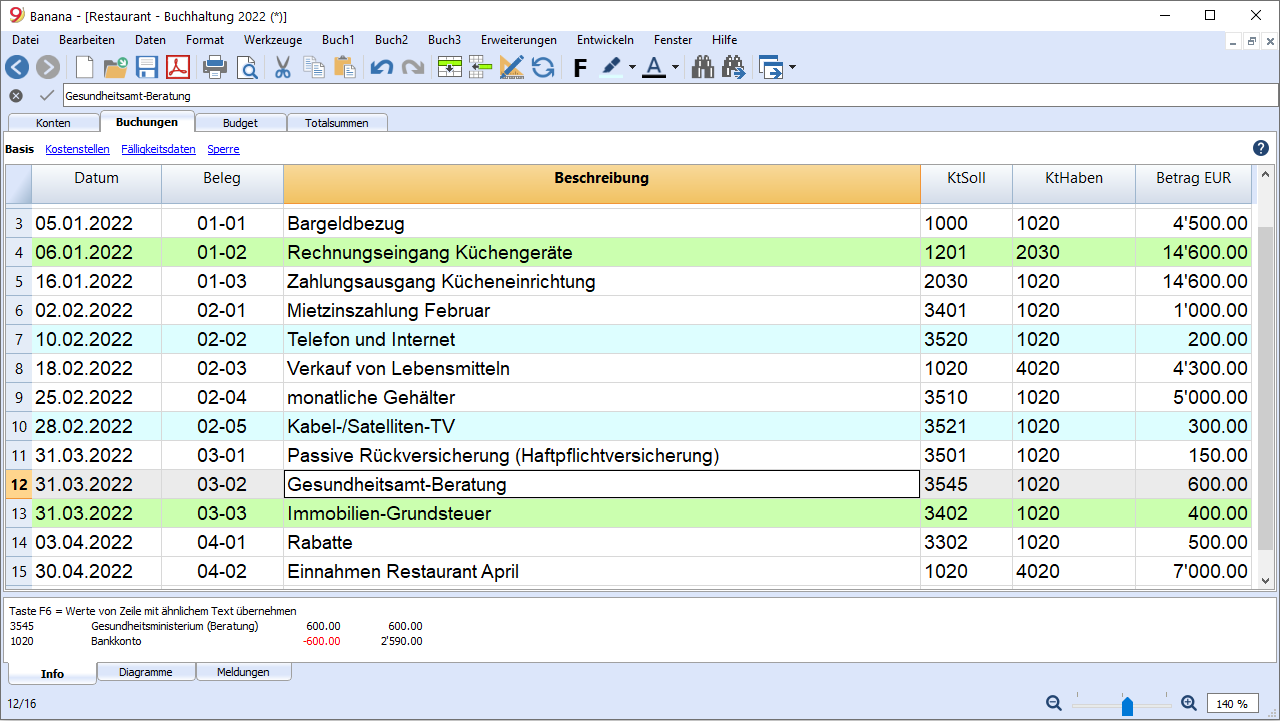 Banana - [Restaurant - Buchhaltung 2022 (*)]
Datei Bearbeiten Daten Format Werkzeuge Buch1 Buch2 Buch3 Erweiterungen Entwickeln Fenster Hilfe
F A
Gesundheitsamt-Beratung
Konten Buchungen Budget Totalsummen
Basis Kostenstellen Fälligkeitsdaten Sperre ?
Datum Beleg Beschreibung KtSoll KtHaben Betrag EUR
3 05.01.2022 01-01 Bargeldbezug 1000 1020 4'500.00
4 06.01.2022 01-02 Rechnungseingang Küchengeräte 1201 2030 14'600.00
5 16.01.2022 01-03 Zahlungsausgang Kücheneinrichtung 2030 1020 14'600.00
6 02.02.2022 02-01 Mietzinszahlung Februar 3401 1020 1'000.00
7 10.02.2022 02-02 Telefon und Internet 3520 1020 200.00
8 18.02.2022 02-03 Verkauf von Lebensmitteln 1020 4020 4'300.00
9 25.02.2022 02-04 monatliche Gehälter 3510 1020 5'000.00
10 28.02.2022 02-05 Kabel-/Satelliten-TV 3521 1020 300.00
11 31.03.2022 03-01 Passive Rückversicherung (Haftpflichtversicherung) 3501 1020 150.00
12 31.03.2022 03-02 Gesundheitsamt-Beratung 3545 1020 600.00
13 31.03.2022 03-03 Immobilien-Grundsteuer 3402 1020 400.00
14 03.04.2022 04-01 Rabatte 3302 1020 500.00
15 30.04.2022 04-02 Einnahmen Restaurant April 1020 4020 7'000.00
Taste F6 = Werte von Zeile mit ähnlichem Text übernehmen
3545 Gesundheitsministerium (Beratung) 600.00 600.00
1020 Bankkonto -600.00 2'590.00
Info Diagramme Meldungen
12/16 140 %